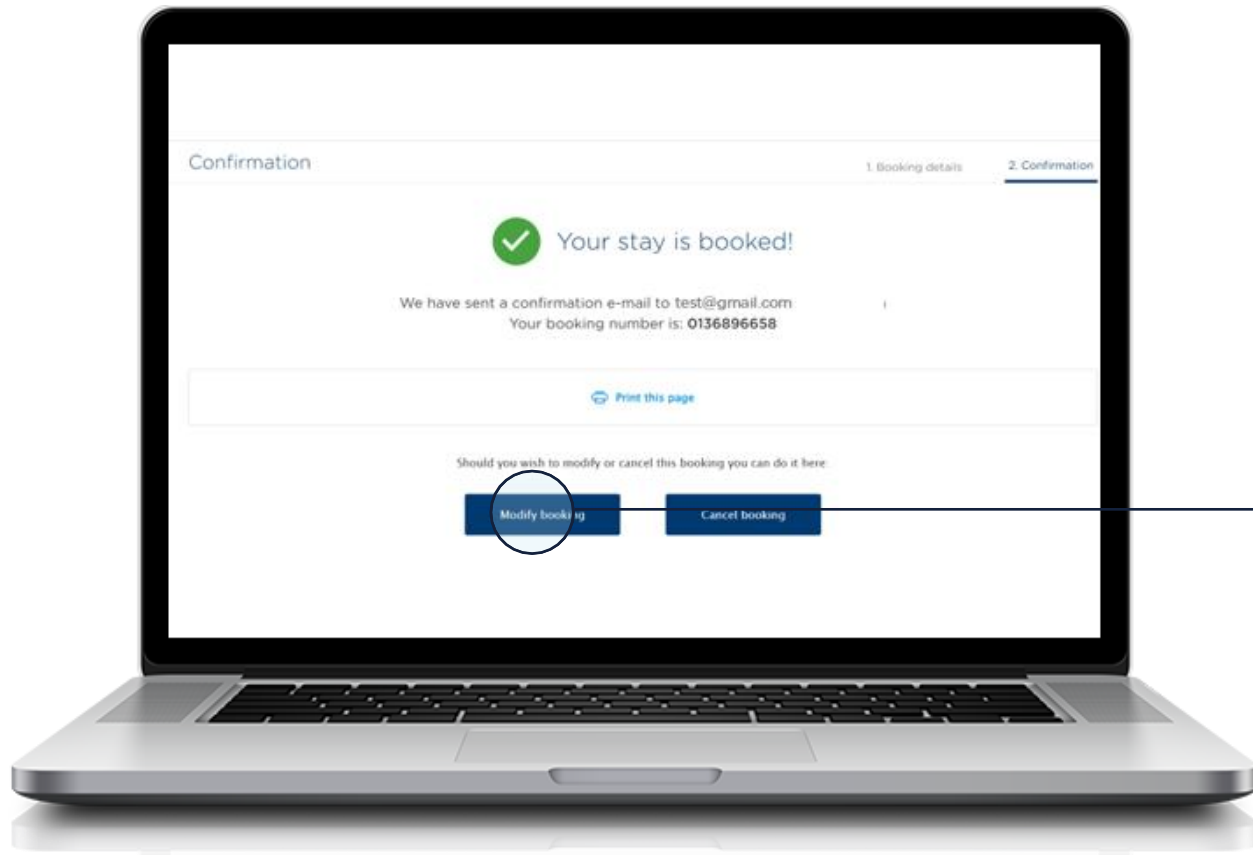 Confirmation
1. Booking details
2. Confirmation
Your stay is booked!
We have sent a confirmation e-mail to test@gmail.com
Your booking number is: 0136896658
Print this page
Should you wish to modify or cancel this booking you can do it here
Modify booking
Cancel booking